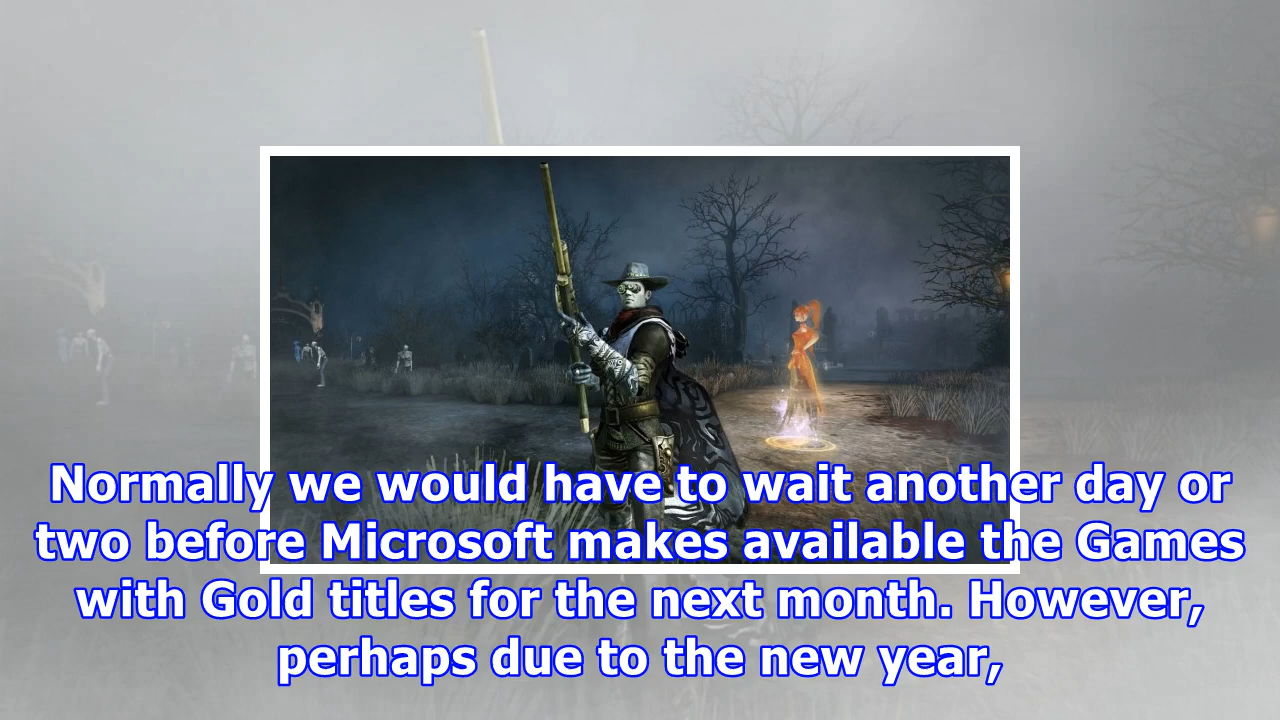 Normally we would have to wait another day or
two before Microsoft makes available the Games
with Gold titles for the next month. However,
perhaps due to the new year,